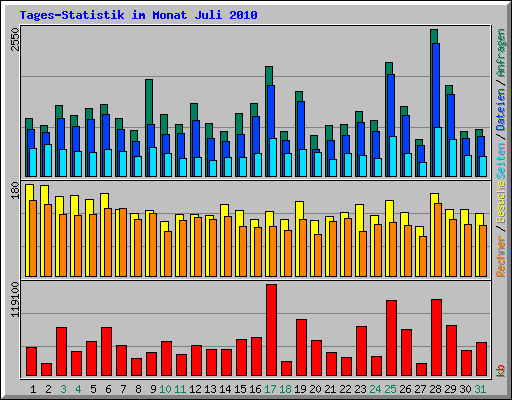 Tages-Statistik im Monat Juli 2010
2550
Seiten / Dateien / Anfragen
180
Rechner / Besuche
119100
kb
1 2 3 4 5 6 7 8 9 10 11 12 13 14 15 16 17 18 19 20 21 22 23 24 25 26 27 28 29 30 31